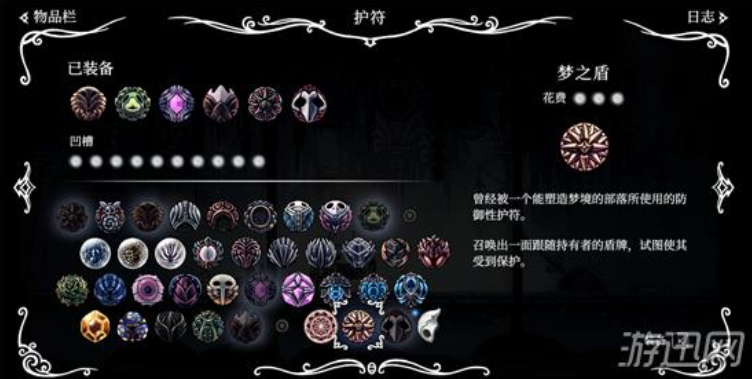 物品栏
护符
日志
已装备
凹槽
梦之盾
花费
曾经被一个能塑造梦境的部落所使用的防
御性护符。
召唤出一面跟随持有者的盾牌，试图使其
受到保护。
游迅网